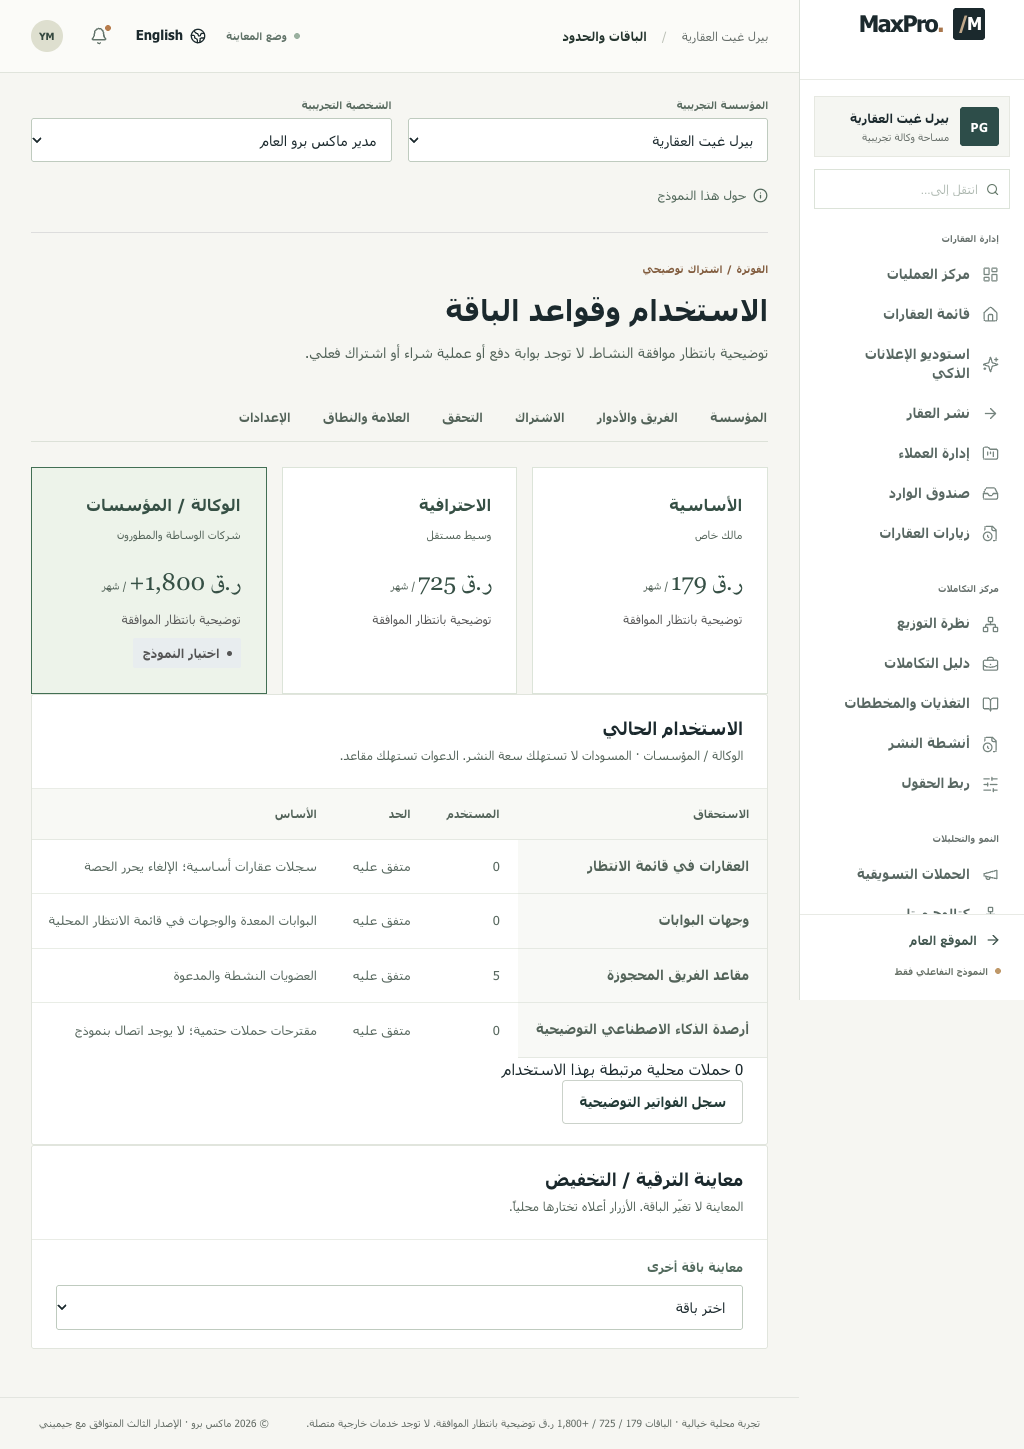 MaxPro.
/M
PG
بيرل غيت العقارية
مساحة وكالة تجريبية
انتقل إلى...
إدارة العقارات
مركز العمليات
قائمة العقارات
استوديو الإعلانات
الذكي
نشر العقار
إدارة العملاء
صندوق الوارد
زيارات العقارات
مركز التكاملات
نظرة التوزيع
دليل التكاملات
التغذيات والمخططات
أنشطة النشر
ربط الحقول
النمو والتحليلات
الحملات التسويقية
الموقع العام
النموذج التفاعلي فقط
بيرل غيت العقارية / الباقات والحدود
وضع المعاينة
English
YM
المؤسسة التجريبية
بيرل غيت العقارية
الشخصية التجريبية
مدير ماكس برو العام
حول هذا النموذج
الفوترة / اشتراك توضيحي
الاستخدام وقواعد الباقة
توضيحية بانتظار موافقة النشاط. لا توجد بوابة دفع أو عملية شراء أو اشتراك فعلي.
المؤسسة
الفريق والأدوار
الاشتراك
التحقق
العلامة والنطاق
الإعدادات
الأساسية
مالك خاص
ر.ق 179 / شهر
توضيحية بانتظار الموافقة
الاحترافية
وسيط مستقل
ر.ق 725 / شهر
توضيحية بانتظار الموافقة
الوكالة / المؤسسات
شركات الوساطة والمطورون
ر.ق 1,800+ / شهر
توضيحية بانتظار الموافقة
• اختيار النموذج
الاستخدام الحالي
الوكالة / المؤسسات · المسودات لا تستهلك سعة النشر. الدعوات تستهلك مقاعد.
الاستحقاق المستخدم الحد الأساس
العقارات في قائمة الانتظار 0 متفق عليه سجلات عقارات أساسية؛ الإلغاء يحرر الحصة
وجهات البوابات 0 متفق عليه البوابات المعدة والوجهات في قائمة الانتظار المحلية
مقاعد الفريق المحجوزة 5 متفق عليه العضويات النشطة والمدعوة
أرصدة الذكاء الاصطناعي التوضيحية 0 متفق عليه مقترحات حملات حتمية؛ لا يوجد اتصال بنموذج
0 حملات محلية مرتبطة بهذا الاستخدام
سجل الفواتير التوضيحية
معاينة الترقية / التخفيض
المعاينة لا تغيّر الباقة. الأزرار أعلاه تختارها محلياً.
معاينة باقة أخرى
اختر باقة
تجربة محلية خيالية · الباقات 179 / 725 / +1,800 ر.ق توضيحية بانتظار الموافقة. لا توجد خدمات خارجية متصلة.
© 2026 ماكس برو · الإصدار الثالث المتوافق مع جيميني